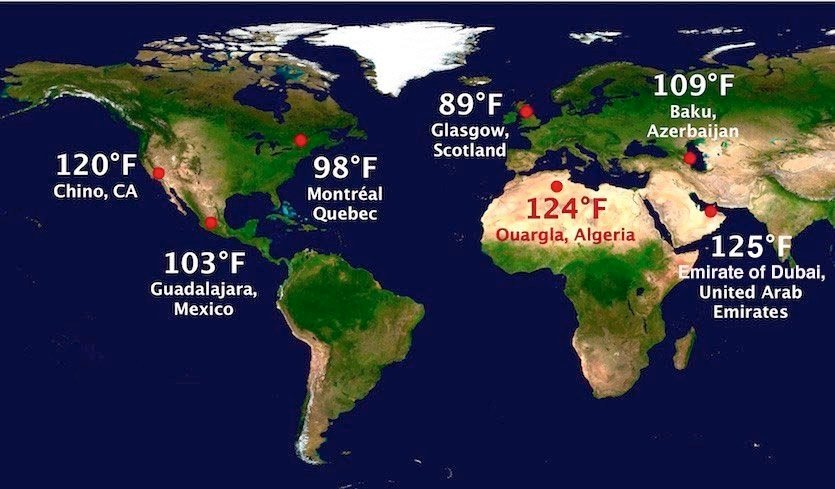 120°F
Chino, CA
98°F
Montréal
Quebec
103°F
Guadalajara,
Mexico
89°F
Glasgow,
Scotland
109°F
Baku,
Azerbaijan
124°F
Ouargla, Algeria
125°F
Emirate of Dubai,
United Arab
Emirates